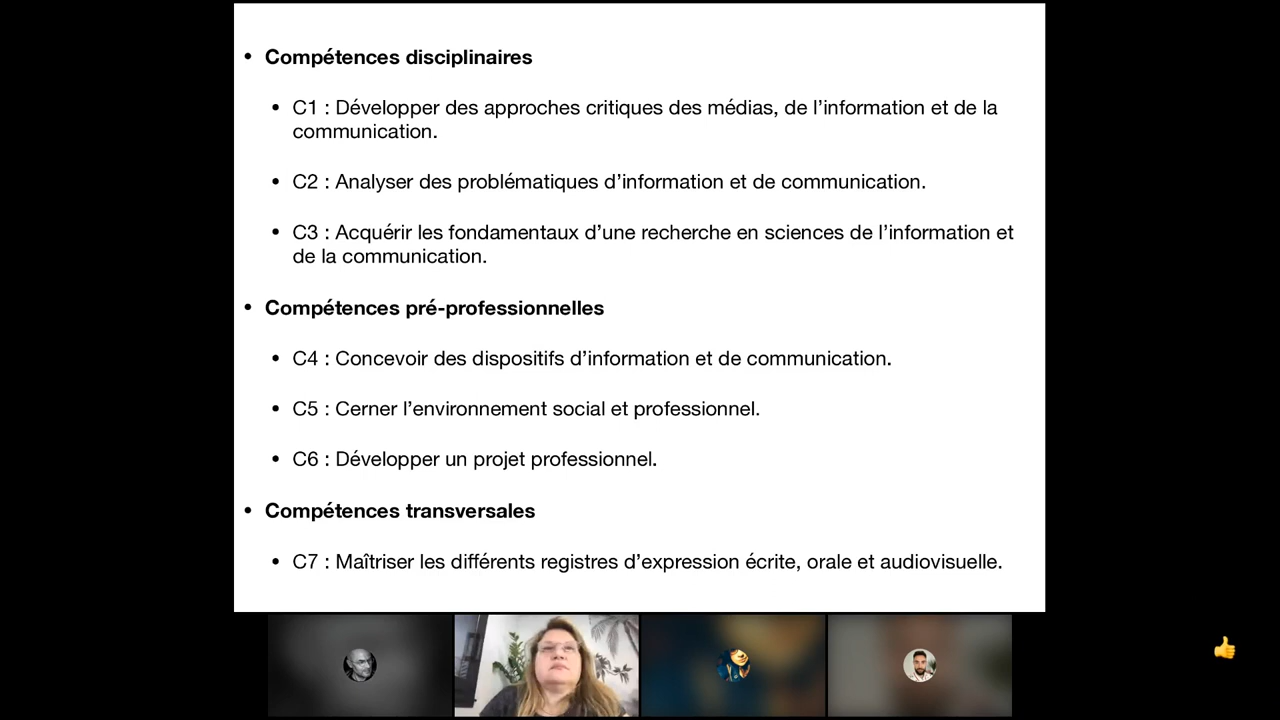 • Compétences disciplinaires
• C1 : Développer des approches critiques des médias, de l’information et de la
communication.
• C2 : Analyser des problématiques d’information et de communication.
• C3 : Acquérir les fondamentaux d’une recherche en sciences de l’information et
de la communication.
• Compétences pré-professionnelles
• C4 : Concevoir des dispositifs d’information et de communication.
• C5 : Cerner l’environnement social et professionnel.
• C6 : Développer un projet professionnel.
• Compétences transversales
• C7 : Maîtriser les différents registres d’expression écrite, orale et audiovisuelle.